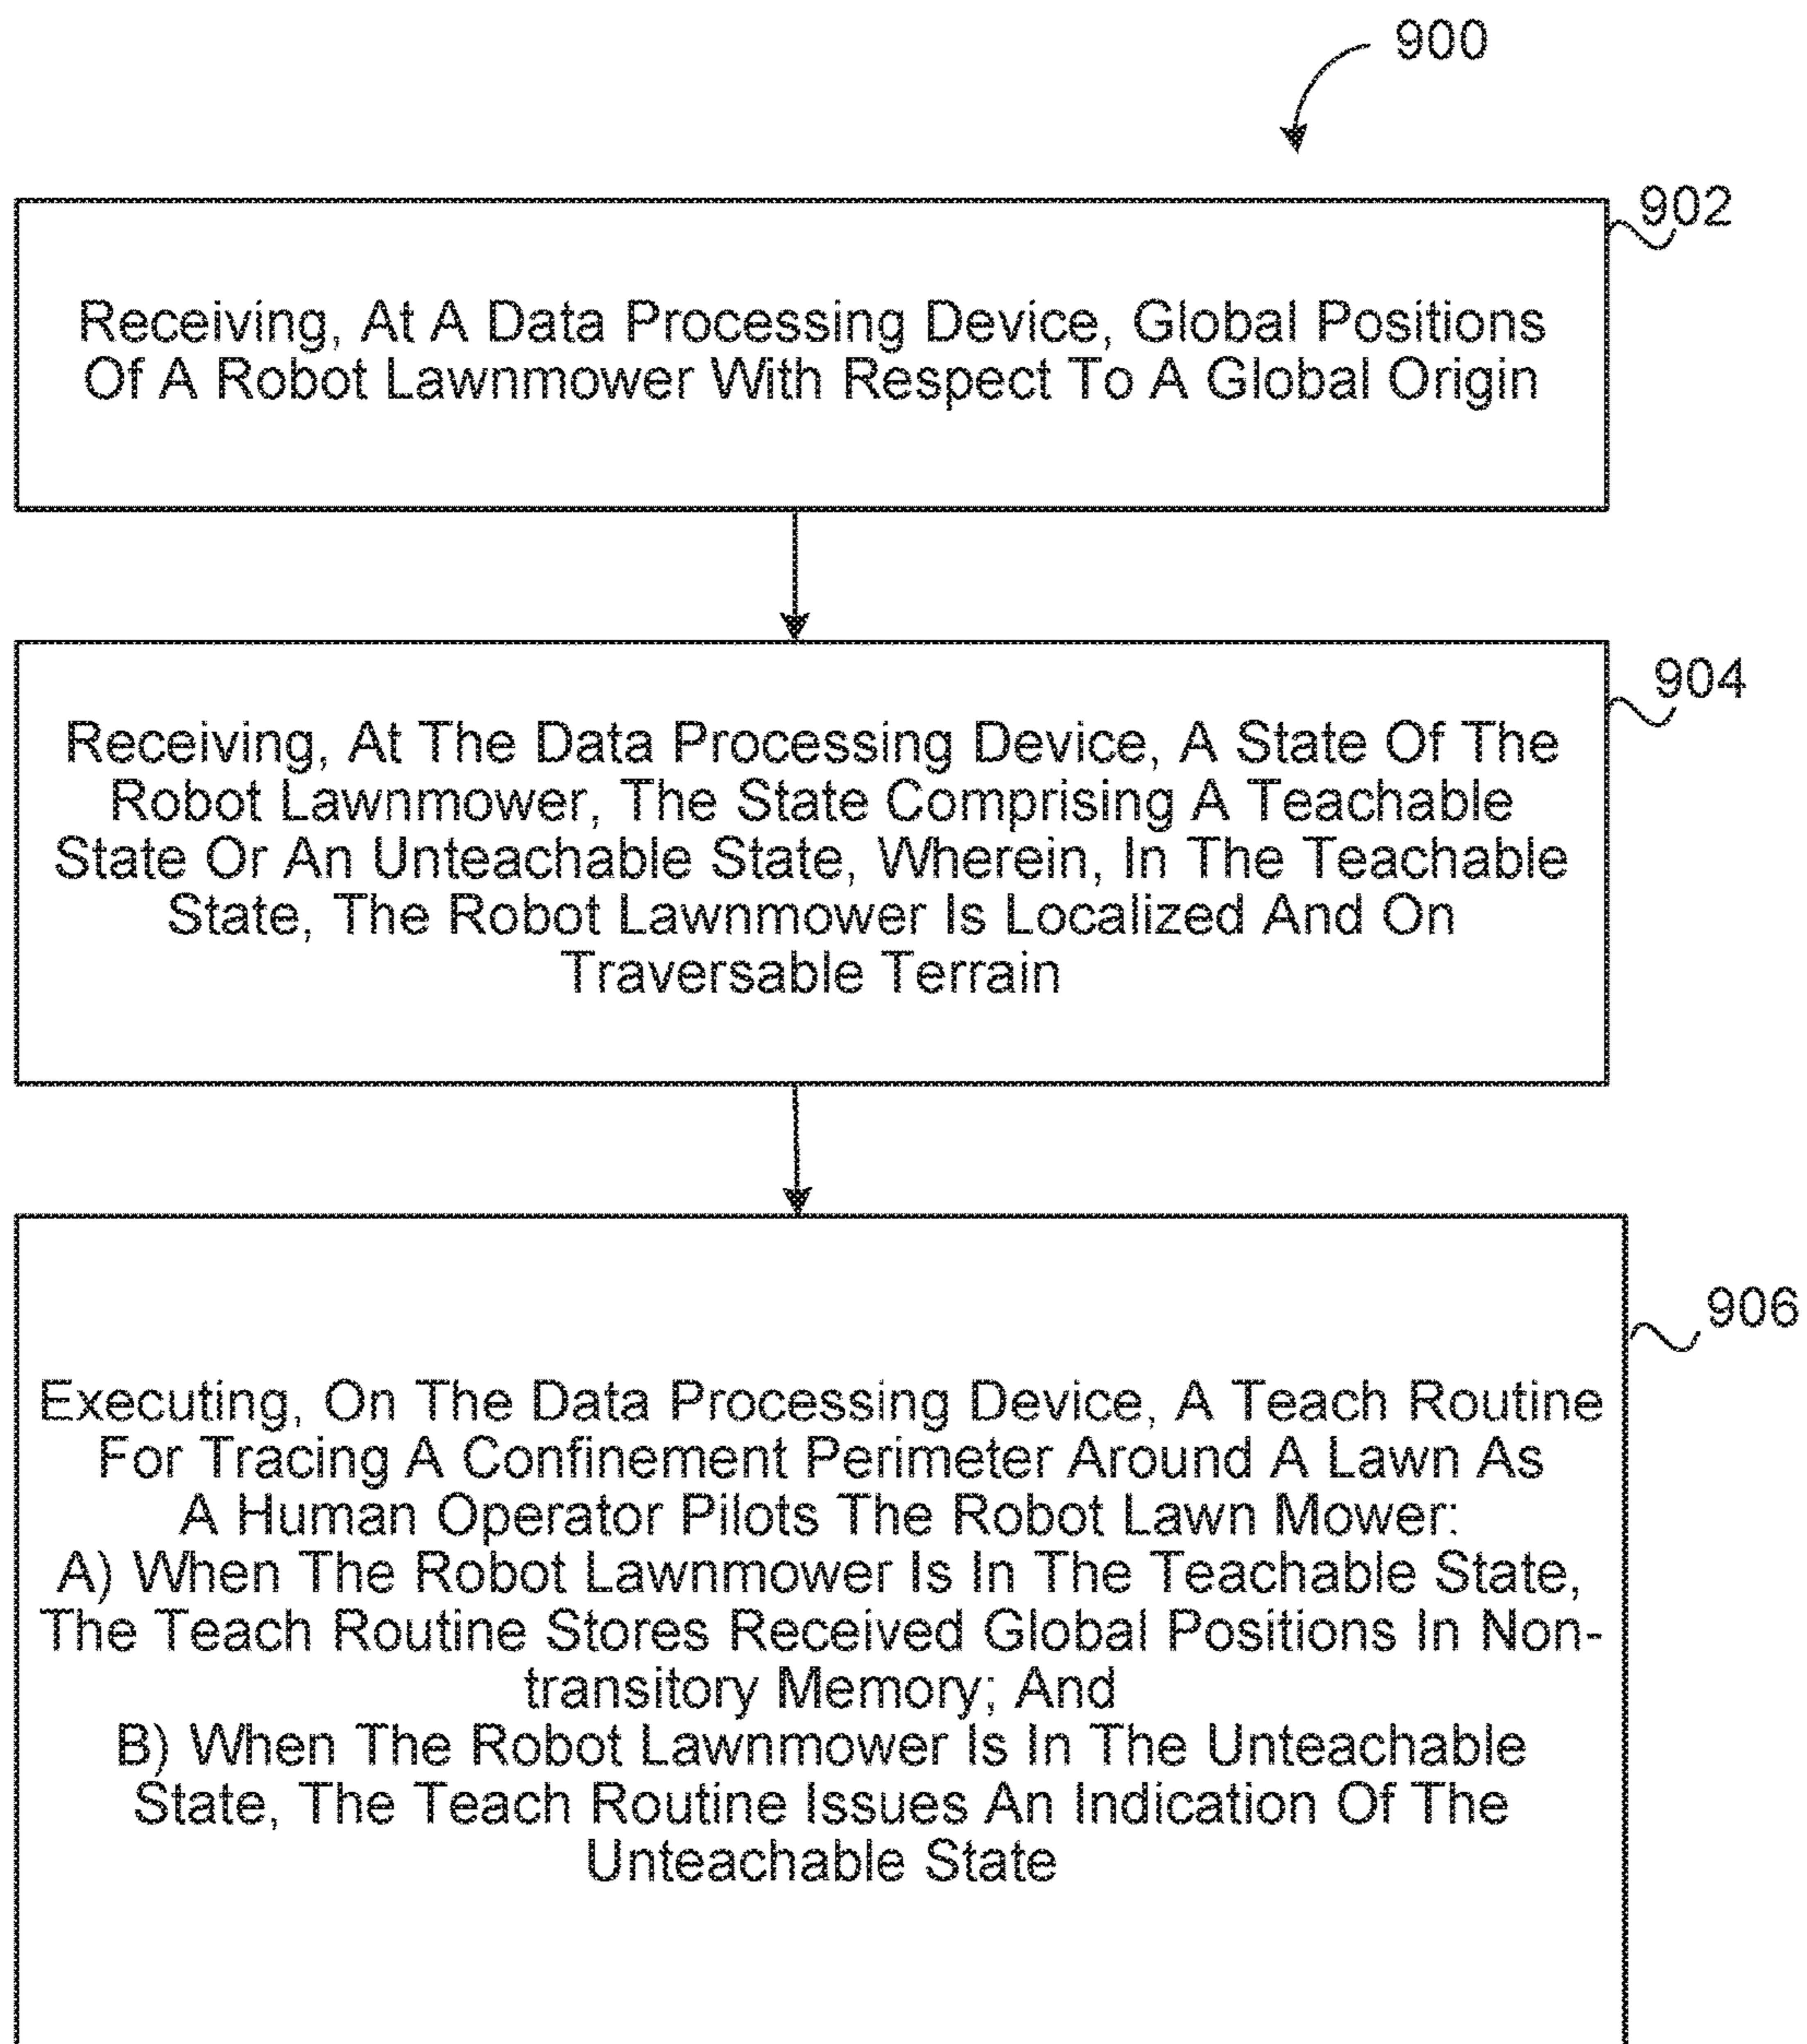 900
902
Receiving, At A Data Processing Device, Global Positions
Of A Robot Lawnmower With Respect To A Global Origin
904
Receiving, At The Data Processing Device, A State Of The
Robot Lawnmower, The State Comprising A Teachable
State Or An Unteachable State, Wherein, In The Teachable
State, The Robot Lawnmower Is Localized And On
Traversable Terrain
906
Executing, On The Data Processing Device, A Teach Routine
For Tracing A Confinement Perimeter Around A Lawn As
A Human Operator Pilots The Robot Lawn Mower:
A) When The Robot Lawnmower Is In The Teachable State,
The Teach Routine Stores Received Global Positions In Non-
transitory Memory; And
B) When The Robot Lawnmower Is In The Unteachable
State, The Teach Routine Issues An Indication Of The
Unteachable State